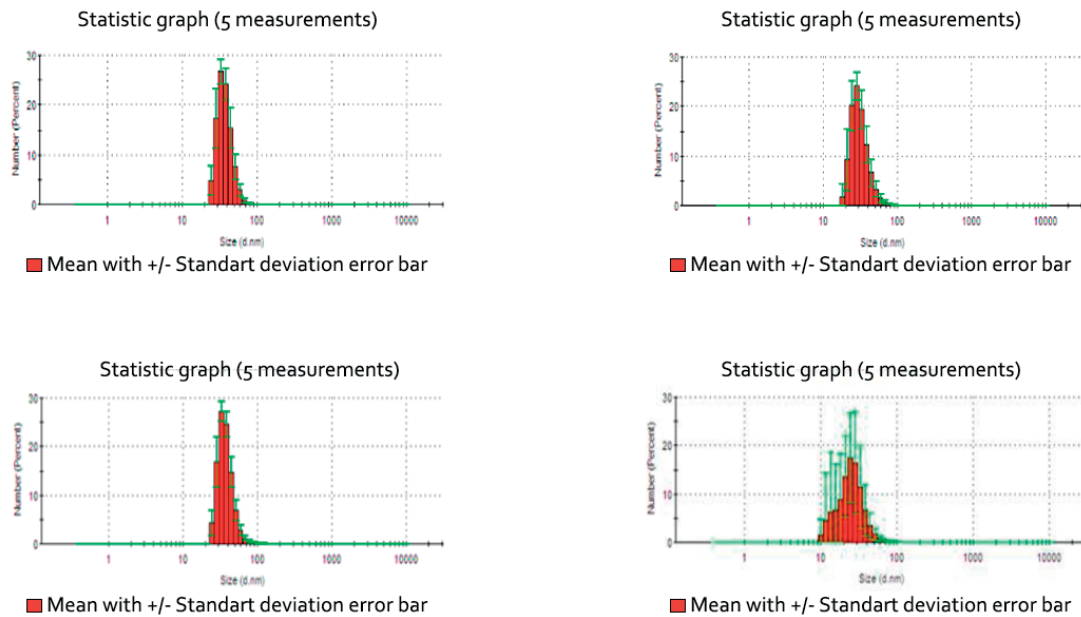 Statistic graph (5 measurements)
Number (Percent)
30
20
10
0
1
10
100
1000
10000
Size (d.nm)
Mean with +/- Standart deviation error bar
Statistic graph (5 measurements)
Number (Percent)
30
20
10
0
1
10
100
1000
10000
Size (d.nm)
Mean with +/- Standart deviation error bar
Statistic graph (5 measurements)
Number (Percent)
30
20
10
0
1
10
100
1000
10000
Size (d.nm)
Mean with +/- Standart deviation error bar
Statistic graph (5 measurements)
Number (Percent)
30
20
10
0
1
10
100
1000
10000
Size (d.nm)
Mean with +/- Standart deviation error bar